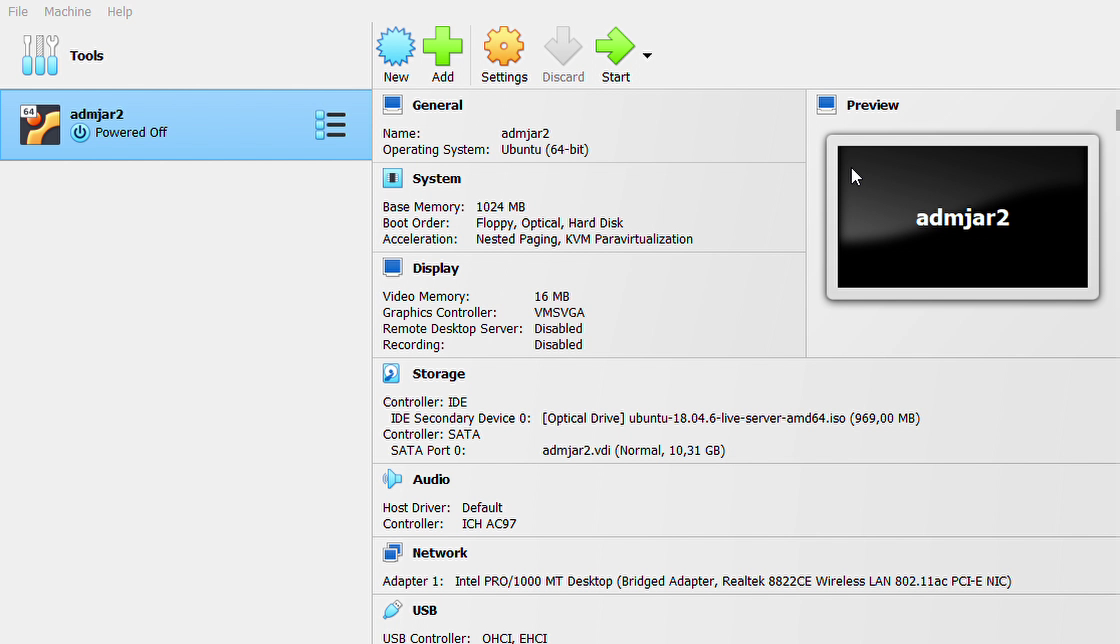 File Machine Help
Tools
New Add Settings Discard Start
64
admjar2
Powered Off
General
Name: admjar2
Operating System: Ubuntu (64-bit)
Preview
admjar2
System
Base Memory: 1024 MB
Boot Order: Floppy, Optical, Hard Disk
Acceleration: Nested Paging, KVM Paravirtualization
Display
Video Memory: 16 MB
Graphics Controller: VMSVGA
Remote Desktop Server: Disabled
Recording: Disabled
Storage
Controller: IDE
IDE Secondary Device 0: [Optical Drive] ubuntu-18.04.6-live-server-amd64.iso (969,00 MB)
Controller: SATA
SATA Port 0: admjar2.vdi (Normal, 10,31 GB)
Audio
Host Driver: Default
Controller: ICH AC97
Network
Adapter 1: Intel PRO/1000 MT Desktop (Bridged Adapter, Realtek 8822CE Wireless LAN 802.11ac PCI-E NIC)
USB
USB Controller: OHCI, EHCI